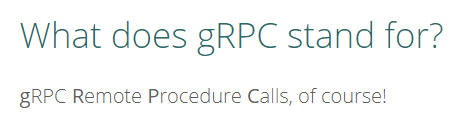 What does gRPC stand for?
gRPC Remote Procedure Calls, of course!